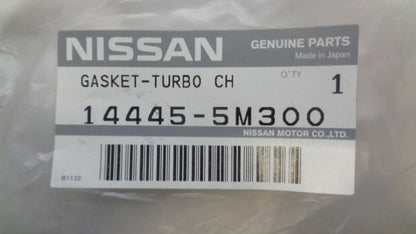 NISSAN GENUINE PARTS
Made in Japan
GASKET-TURBO CH Q'TY 1
14445-5M300
NISSAN MOTOR CO.,LTD.
B1132